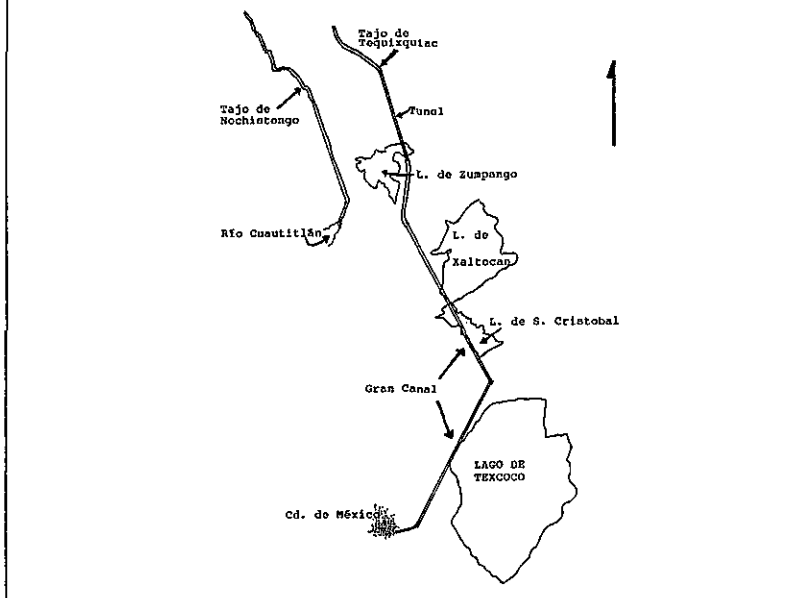 Tajo de
Tequixquiac
Tajo de
Nochistongo
Tunel
L. de Zumpango
Río Cuautitlán
L. de
Xaltocan
L. de S. Cristobal
Gran Canal
LAGO DE
TEXCOCO
Cd. de México